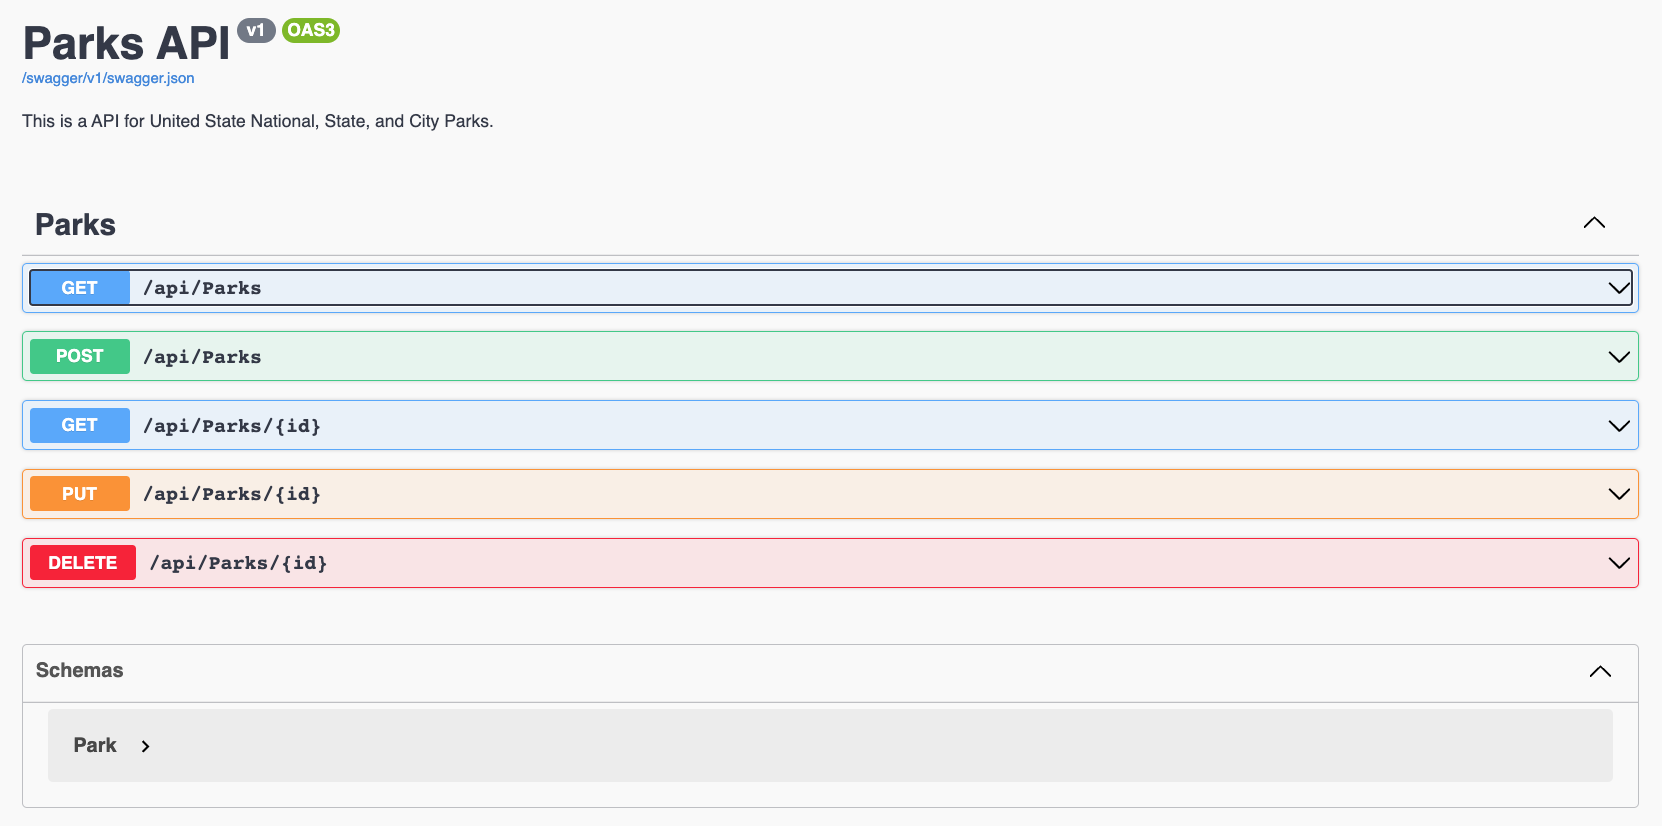 Parks API v1 OAS3
/swagger/v1/swagger.json
This is a API for United State National, State, and City Parks.
Parks
GET /api/Parks
POST /api/Parks
GET /api/Parks/{id}
PUT /api/Parks/{id}
DELETE /api/Parks/{id}
Schemas
Park